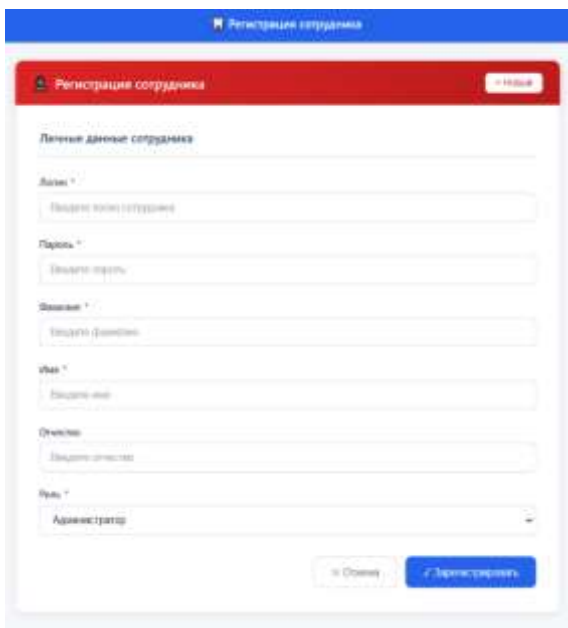 Регистрация сотрудника
Регистрация сотрудника
+ Новый
Личные данные сотрудника
Логин *
Введите логин сотрудника
Пароль *
Введите пароль
Фамилия *
Введите фамилию
Имя *
Введите имя
Отчество
Введите отчество
Роль *
Администратор
× Отмена
✓ Зарегистрировать